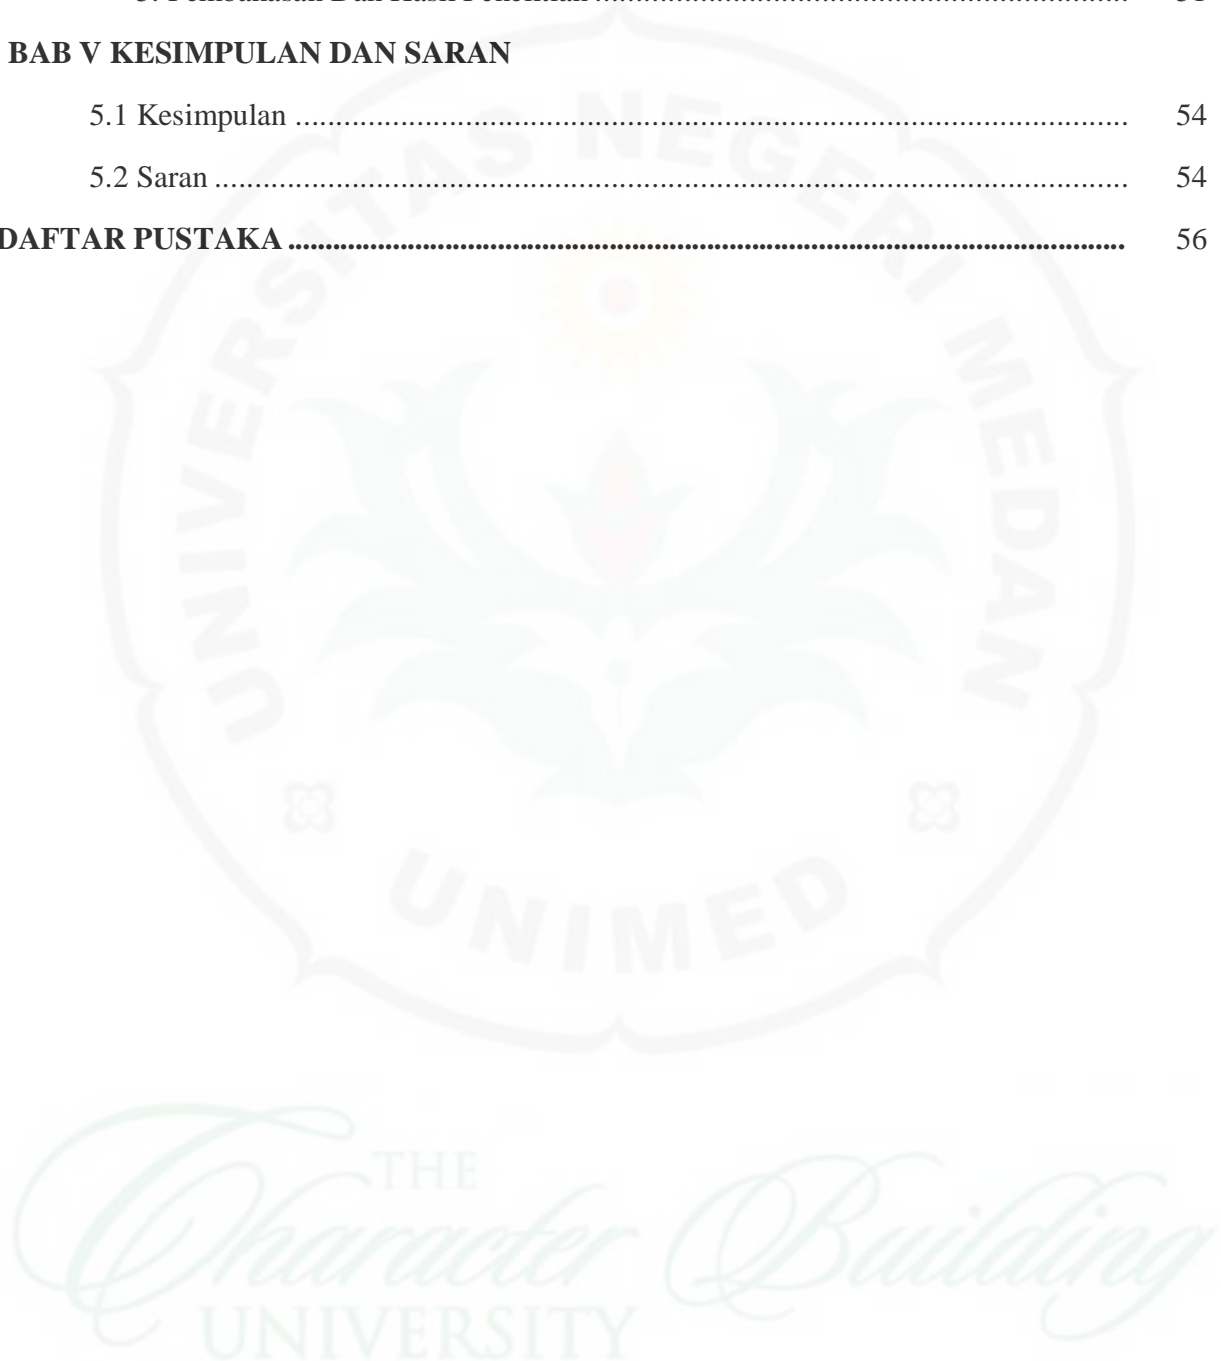 BAB V KESIMPULAN DAN SARAN
5.1 Kesimpulan ........................................................................................................ 54
5.2 Saran .................................................................................................................. 54
DAFTAR PUSTAKA ................................................................................................ 56
UNIVERSITAS NEGERI MEDAN
UNIMED
THE
Character Building
UNIVERSITY